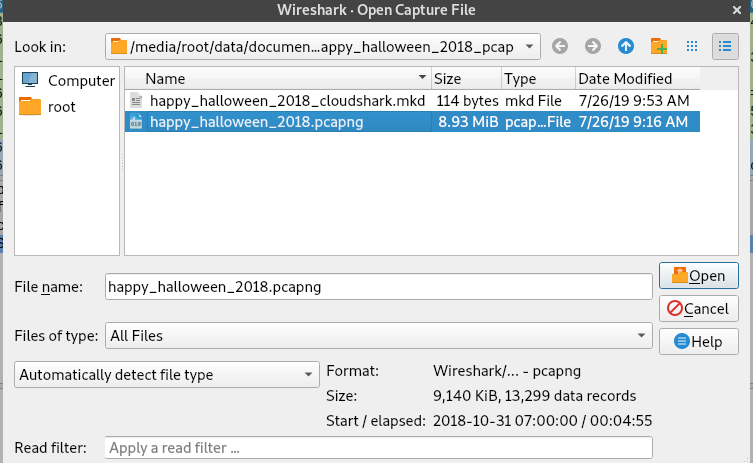 Wireshark · Open Capture File
Look in: /media/root/data/documen...appy_halloween_2018_pcap
Computer
root
Name Size Type Date Modified
happy_halloween_2018_cloudshark.mkd 114 bytes mkd File 7/26/19 9:53 AM
happy_halloween_2018.pcapng 8.93 MiB pcap...File 7/26/19 9:16 AM
File name: happy_halloween_2018.pcapng
Open
Files of type: All Files
Cancel
Help
Automatically detect file type
Format: Wireshark/... - pcapng
Size: 9,140 KiB, 13,299 data records
Start / elapsed: 2018-10-31 07:00:00 / 00:04:55
Read filter: Apply a read filter ...